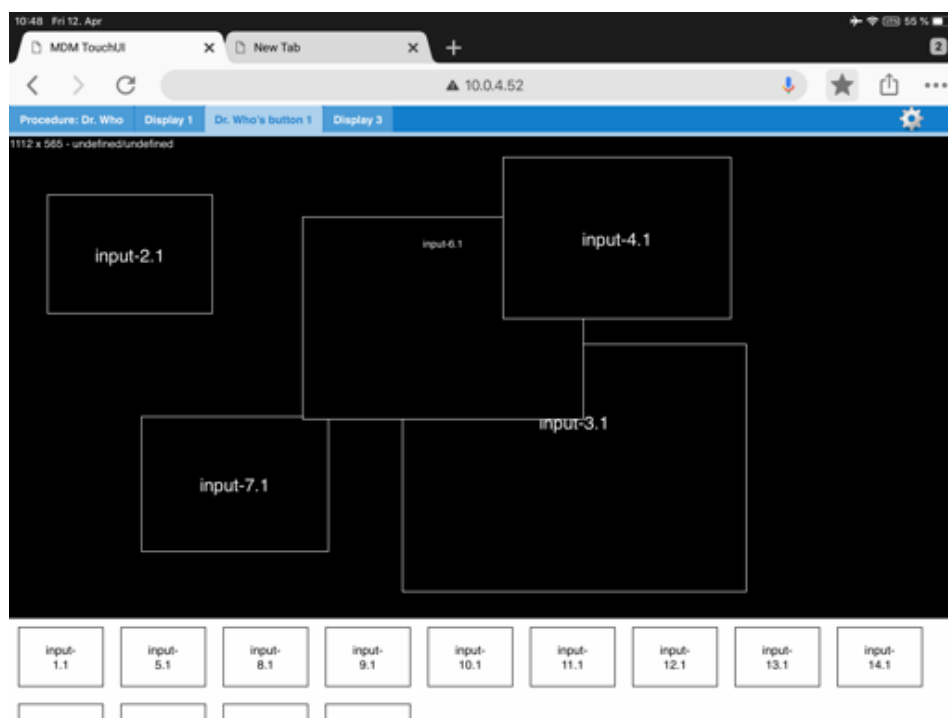 10:48 Fri 12. Apr 55 %
MDM TouchUI New Tab 2
10.0.4.52
Procedure: Dr. Who Display 1 Dr. Who's button 1 Display 3
1112 x 565 - undefined/undefined
input-2.1
input-6.1
input-4.1
input-3.1
input-7.1
input-
1.1
input-
5.1
input-
8.1
input-
9.1
input-
10.1
input-
11.1
input-
12.1
input-
13.1
input-
14.1